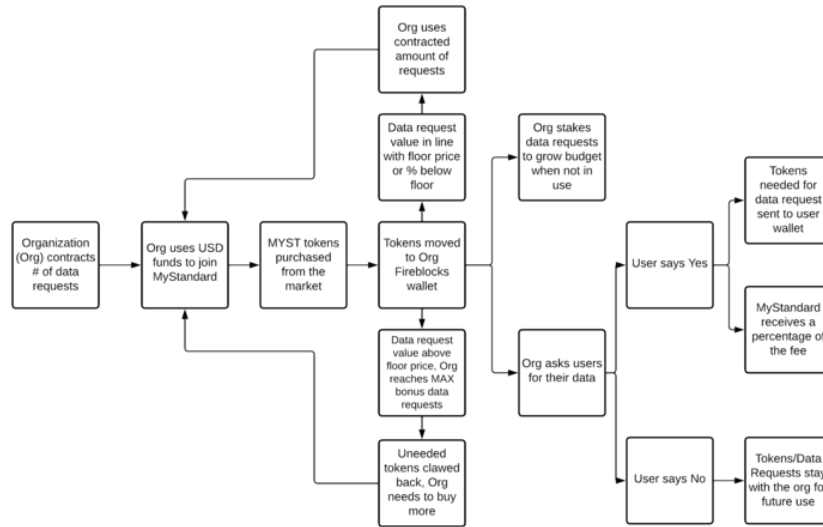 Org uses
contracted
amount of
requests
Data request
value in line
with floor price
or % below
floor
Org stakes
data requests
to grow budget
when not in
use
Tokens
needed for
data request
sent to user
wallet
Organization
(Org) contracts
# of data
requests
Org uses USD
funds to join
MyStandard
MYST tokens
purchased
from the
market
Tokens moved
to Org
Fireblocks
wallet
User says Yes
MyStandard
receives a
percentage of
the fee
Data request
value above
floor price, Org
reaches MAX
bonus data
requests
Org asks users
for their data
Uneeded
tokens clawed
back, Org
needs to buy
more
User says No
Tokens/Data
Requests stay
with the org for
future use